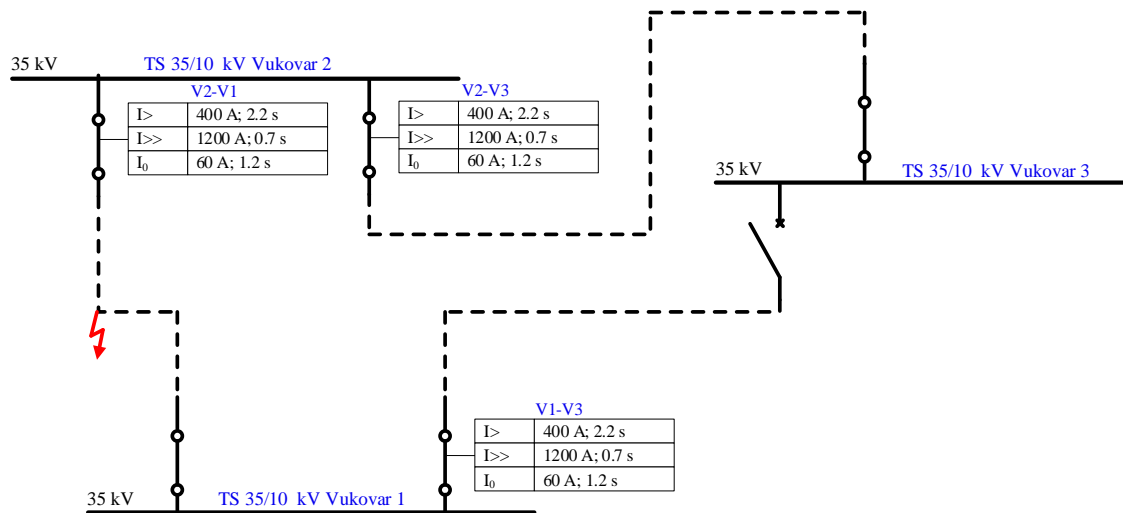 35 kV TS 35/10 kV Vukovar 2
V2-V1
I> 400 A; 2.2 s
I>> 1200 A; 0.7 s
I₀ 60 A; 1.2 s
V2-V3
I> 400 A; 2.2 s
I>> 1200 A; 0.7 s
I₀ 60 A; 1.2 s
35 kV TS 35/10 kV Vukovar 3
V1-V3
I> 400 A; 2.2 s
I>> 1200 A; 0.7 s
I₀ 60 A; 1.2 s
35 kV TS 35/10 kV Vukovar 1